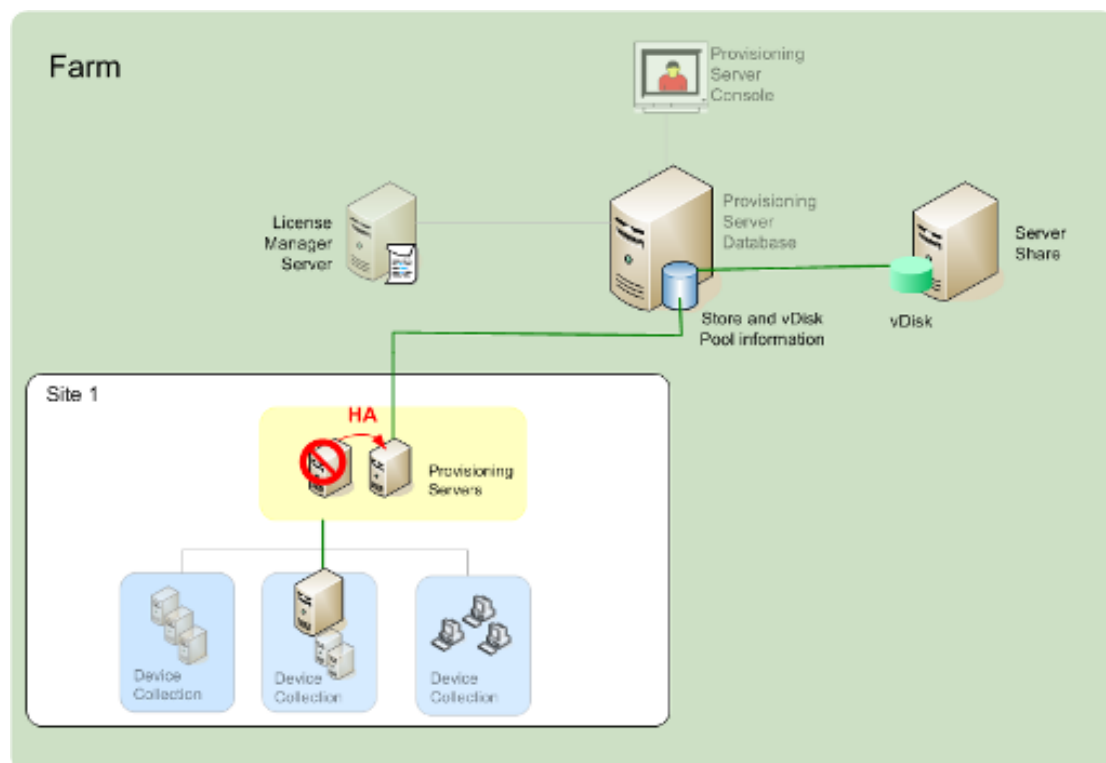 Farm
Provisioning
Server
Console
License
Manager
Server
Provisioning
Server
Database
Server
Share
Store and vDisk
Pool information
vDisk
Site 1
HA
Provisioning
Servers
Device
Collection
Device
Collection
Device
Collection